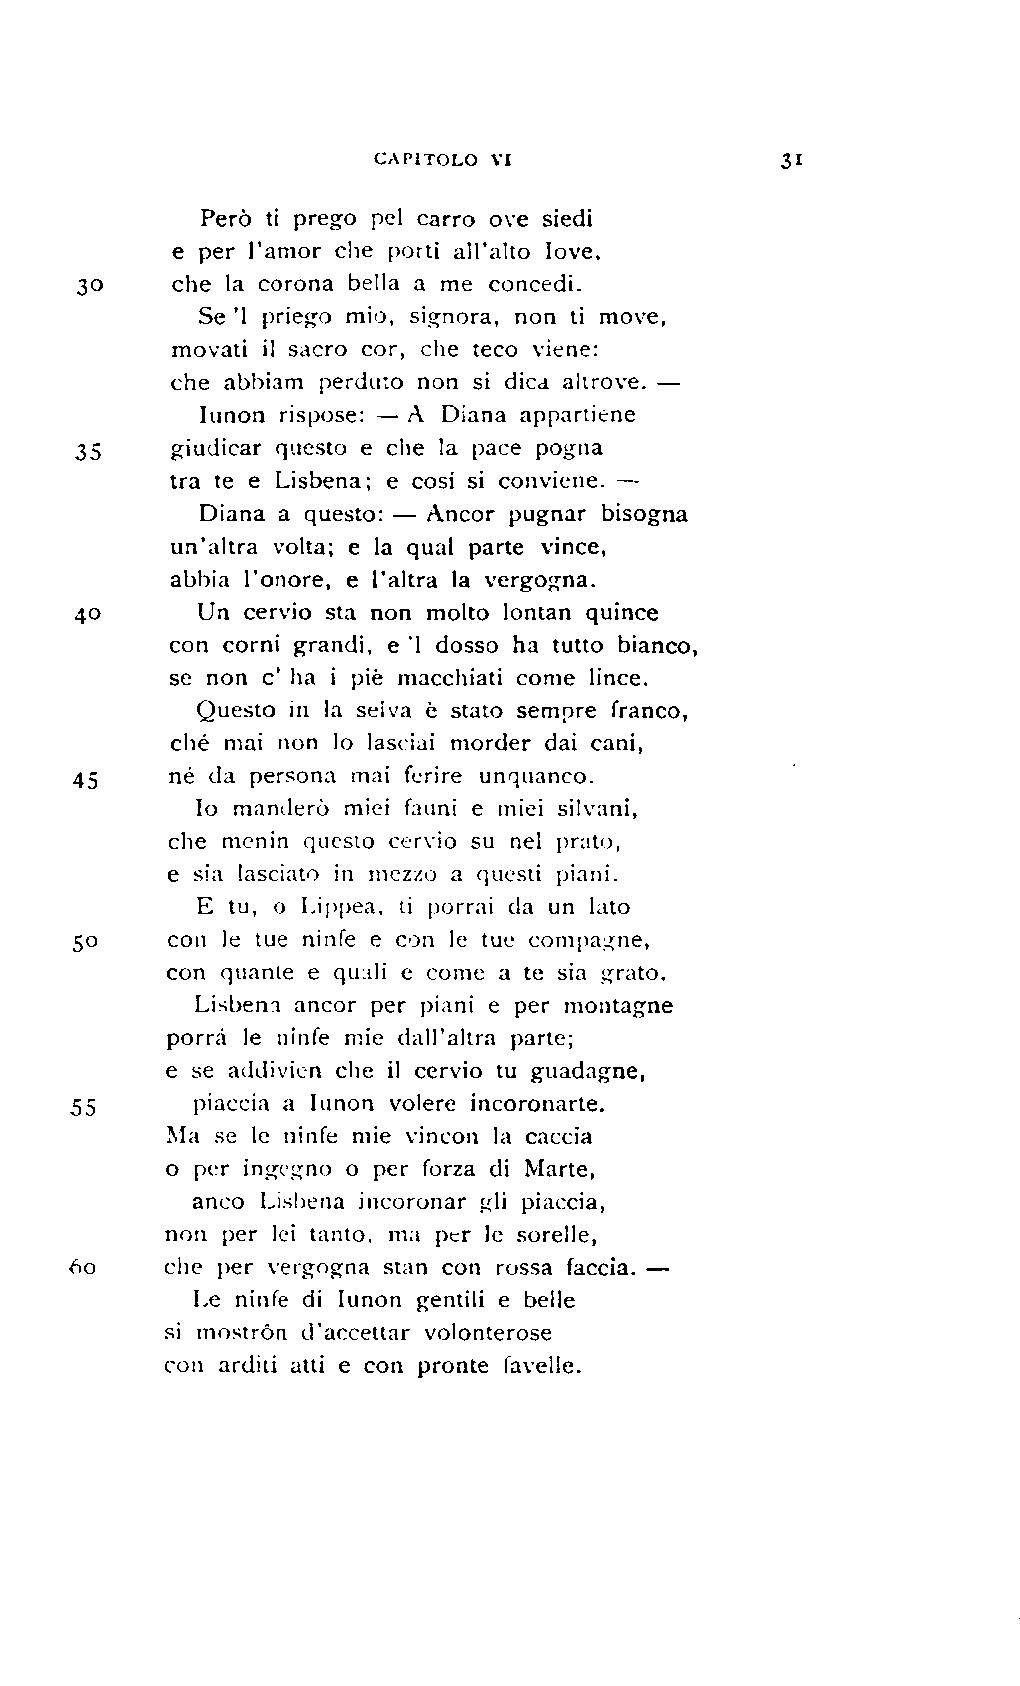 CAPITOLO VI 31
Però ti prego pel carro ove siedi
e per l'amor che porti all'alto Iove,
30 che la corona bella a me concedi.
Se 'l priego mio, signora, non ti move,
movati il sacro cor, che teco viene:
che abbiam perduto non si dica altrove. —
Iunon rispose: — A Diana appartiene
35 giudicar questo e che la pace pogna
tra te e Lisbena; e cosí si conviene. —
Diana a questo: — Ancor pugnar bisogna
un'altra volta; e la qual parte vince,
abbia l'onore, e l'altra la vergogna.
40 Un cervio sta non molto lontan quince
con corni grandi, e 'l dosso ha tutto bianco,
se non c' ha i piè macchiati come lince.
Questo in la selva è stato sempre franco,
ché mai non lo lasciai morder dai cani,
45 né da persona mai ferire unquanco.
Io manderò miei fauni e miei silvani,
che menin questo cervio su nel prato,
e sia lasciato in mezzo a questi piani.
E tu, o Lippea, ti porrai da un lato
50 con le tue ninfe e con le tue compagne,
con quante e quali e come a te sia grato.
Lisbena ancor per piani e per montagne
porrá le ninfe mie dall'altra parte;
e se addivien che il cervio tu guadagne,
55 piaccia a Iunon volere incoronarte.
Ma se le ninfe mie vincon la caccia
o per ingegno o per forza di Marte,
anco Lisbena incoronar gli piaccia,
non per lei tanto, ma per le sorelle,
60 che per vergogna stan con rossa faccia. —
Le ninfe di Iunon gentili e belle
si mostrôn d'accettar volonterose
con arditi atti e con pronte favelle.